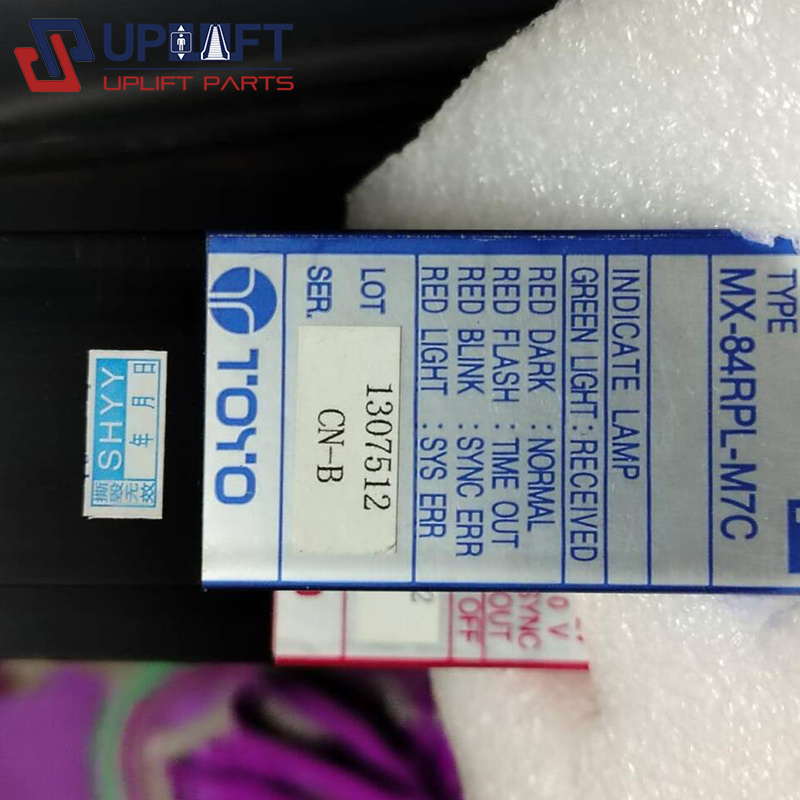 UPLIFT
UPLIFT PARTS
TYPE
MX-84RPL-M7C
INDICATE LAMP
GREEN LIGHT : RECEIVED
RED DARK : NORMAL
RED FLASH : TIME OUT
RED BLINK : SYNC ERR
RED LIGHT : SYS ERR
LOT 1307512
SER. CN-B
TOYO
SHYY
年 月 日
撕毁无效
0 V
SYNC
OUT
OFF
2